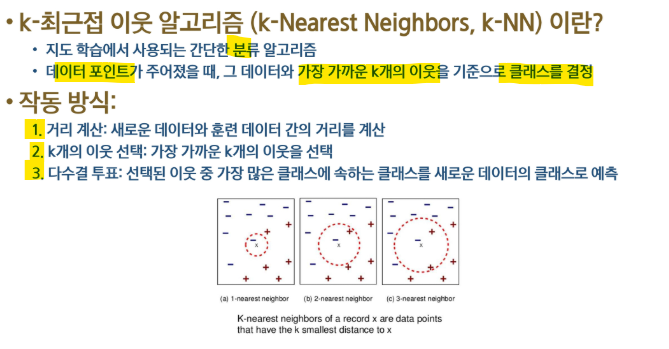 • k-최근접 이웃 알고리즘 (k-Nearest Neighbors, k-NN) 이란?
• 지도 학습에서 사용되는 간단한 분류 알고리즘
• 데이터 포인트가 주어졌을 때, 그 데이터와 가장 가까운 k개의 이웃을 기준으로 클래스를 결정
• 작동 방식:
1. 거리 계산: 새로운 데이터와 훈련 데이터 간의 거리를 계산
2. k개의 이웃 선택: 가장 가까운 k개의 이웃을 선택
3. 다수결 투표: 선택된 이웃 중 가장 많은 클래스에 속하는 클래스를 새로운 데이터의 클래스로 예측
X X X
(a) 1-nearest neighbor (b) 2-nearest neighbor (c) 3-nearest neighbor
K-nearest neighbors of a record x are data points
that have the k smallest distance to x